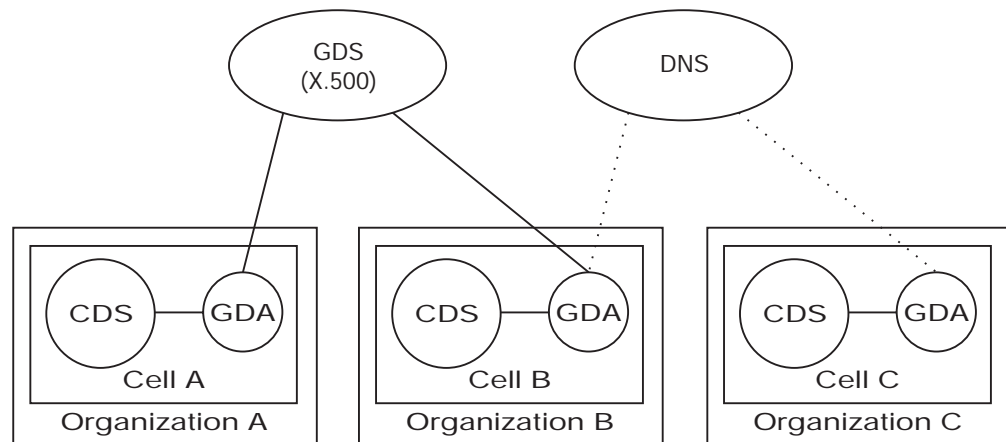 GDS
(X.500)
DNS
CDS
GDA
Cell A
Organization A
CDS
GDA
Cell B
Organization B
CDS
GDA
Cell C
Organization C